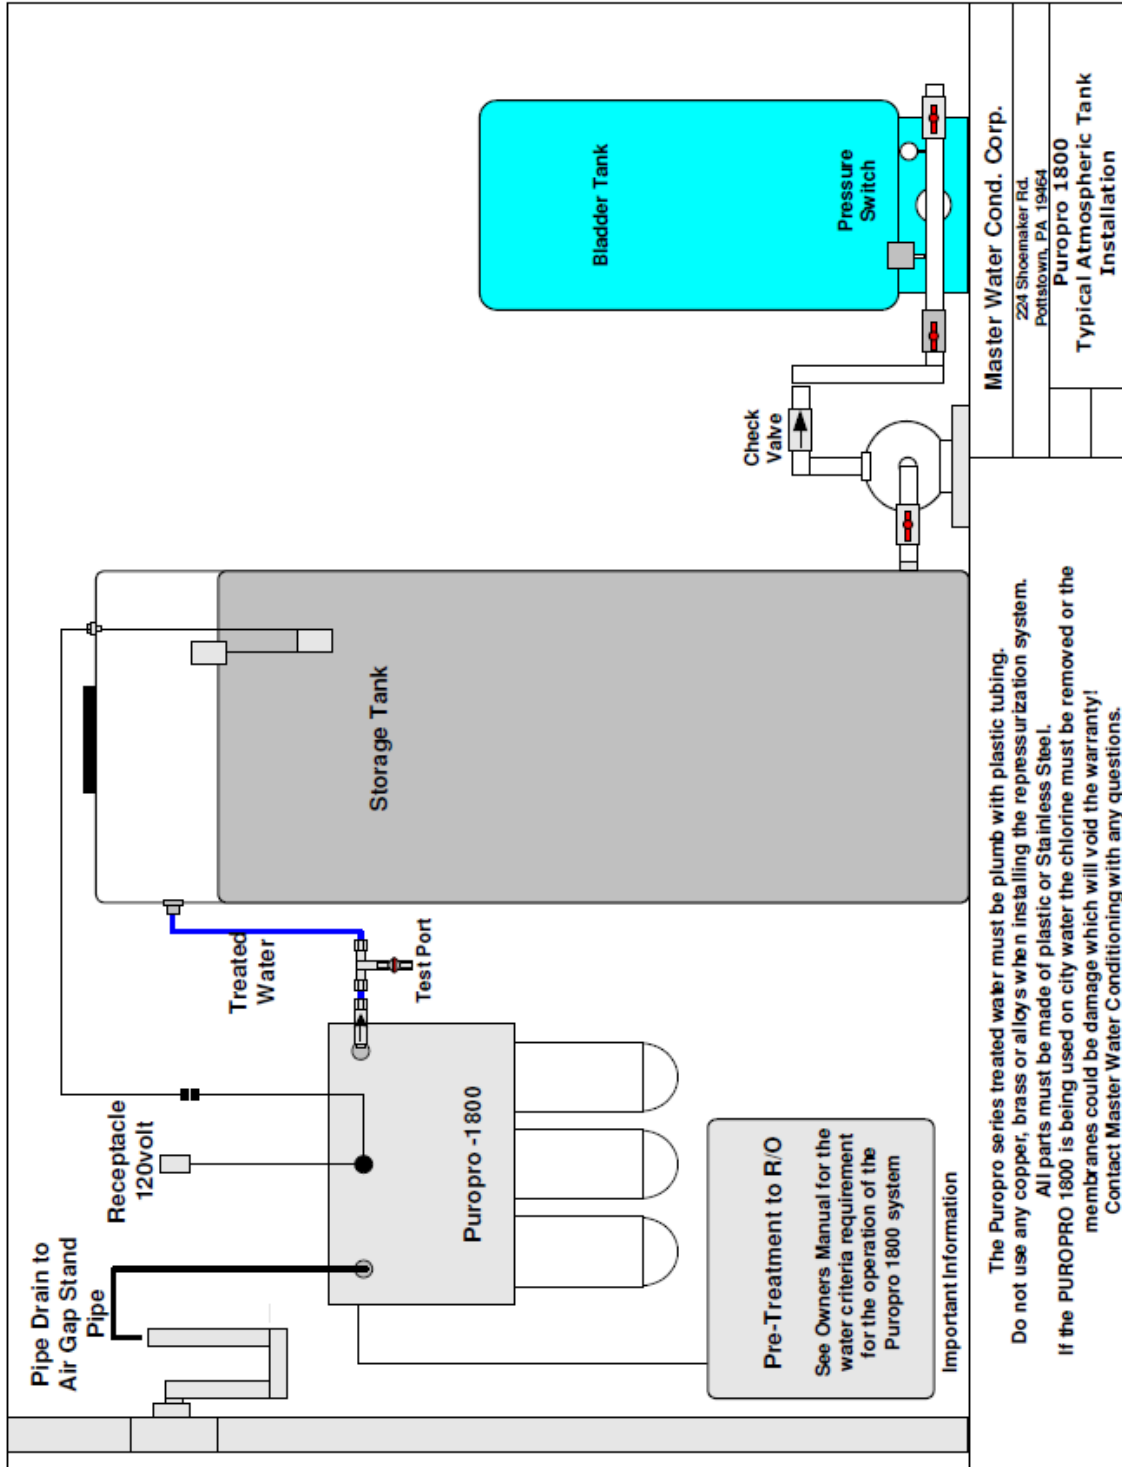 Pipe Drain to
Air Gap Stand
Pipe
Receptacle
120volt
Treated
Water
Test Port
Puropro -1800
Storage Tank
Check
Valve
Bladder Tank
Pressure
Switch
Pre-Treatment to R/O
See Owners Manual for the
water criteria requirement
for the operation of the
Puropro 1800 system
Important Information
The Puropro series treated water must be plumb with plastic tubing.
Do not use any copper, brass or alloys when installing the repressurization system.
All parts must be made of plastic or Stainless Steel.
If the PUROPRO 1800 is being used on city water the chlorine must be removed or the
membranes could be damage which will void the warranty!
Contact Master Water Conditioning with any questions.
Master Water Cond. Corp.
224 Shoemaker Rd.
Pottstown, PA 19464
Puropro 1800
Typical Atmospheric Tank
Installation